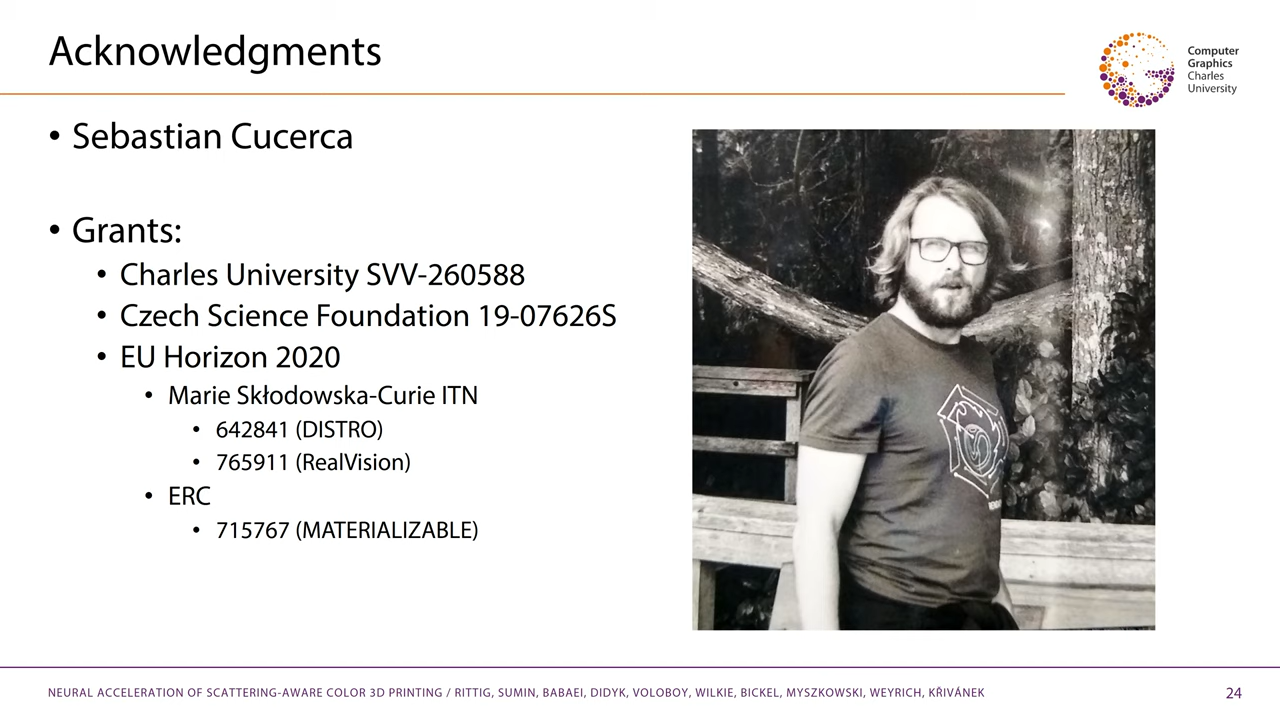 Acknowledgments
Computer
Graphics
Charles
University
• Sebastian Cucerca
• Grants:
• Charles University SVV-260588
• Czech Science Foundation 19-07626S
• EU Horizon 2020
• Marie Skłodowska-Curie ITN
• 642841 (DISTRO)
• 765911 (RealVision)
• ERC
• 715767 (MATERIALIZABLE)
NEURAL ACCELERATION OF SCATTERING-AWARE COLOR 3D PRINTING / RITTIG, SUMIN, BABAEI, DIDYK, VOLOBOY, WILKIE, BICKEL, MYSZKOWSKI, WEYRICH, KŘIVÁNEK
24